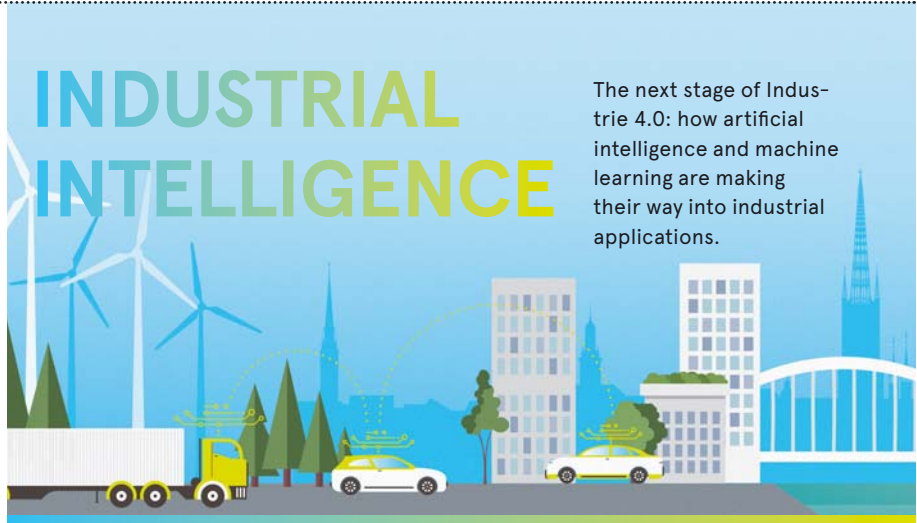 INDUSTRIAL
INTELLIGENCE
The next stage of Indus-
trie 4.0: how artificial
intelligence and machine
learning are making
their way into industrial
applications.